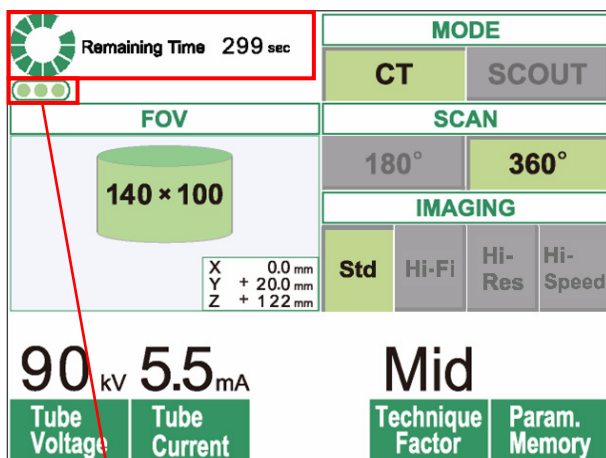 Remaining Time 299 sec
MODE
CT SCOUT
FOV
SCAN
140 × 100
180° 360°
IMAGING
X 0.0 mm
Y + 20.0 mm
Z + 122 mm
Std Hi-Fi Hi-Res Hi-Speed
90 kV 5.5 mA Mid
Tube Voltage
Tube Current
Technique Factor
Param. Memory